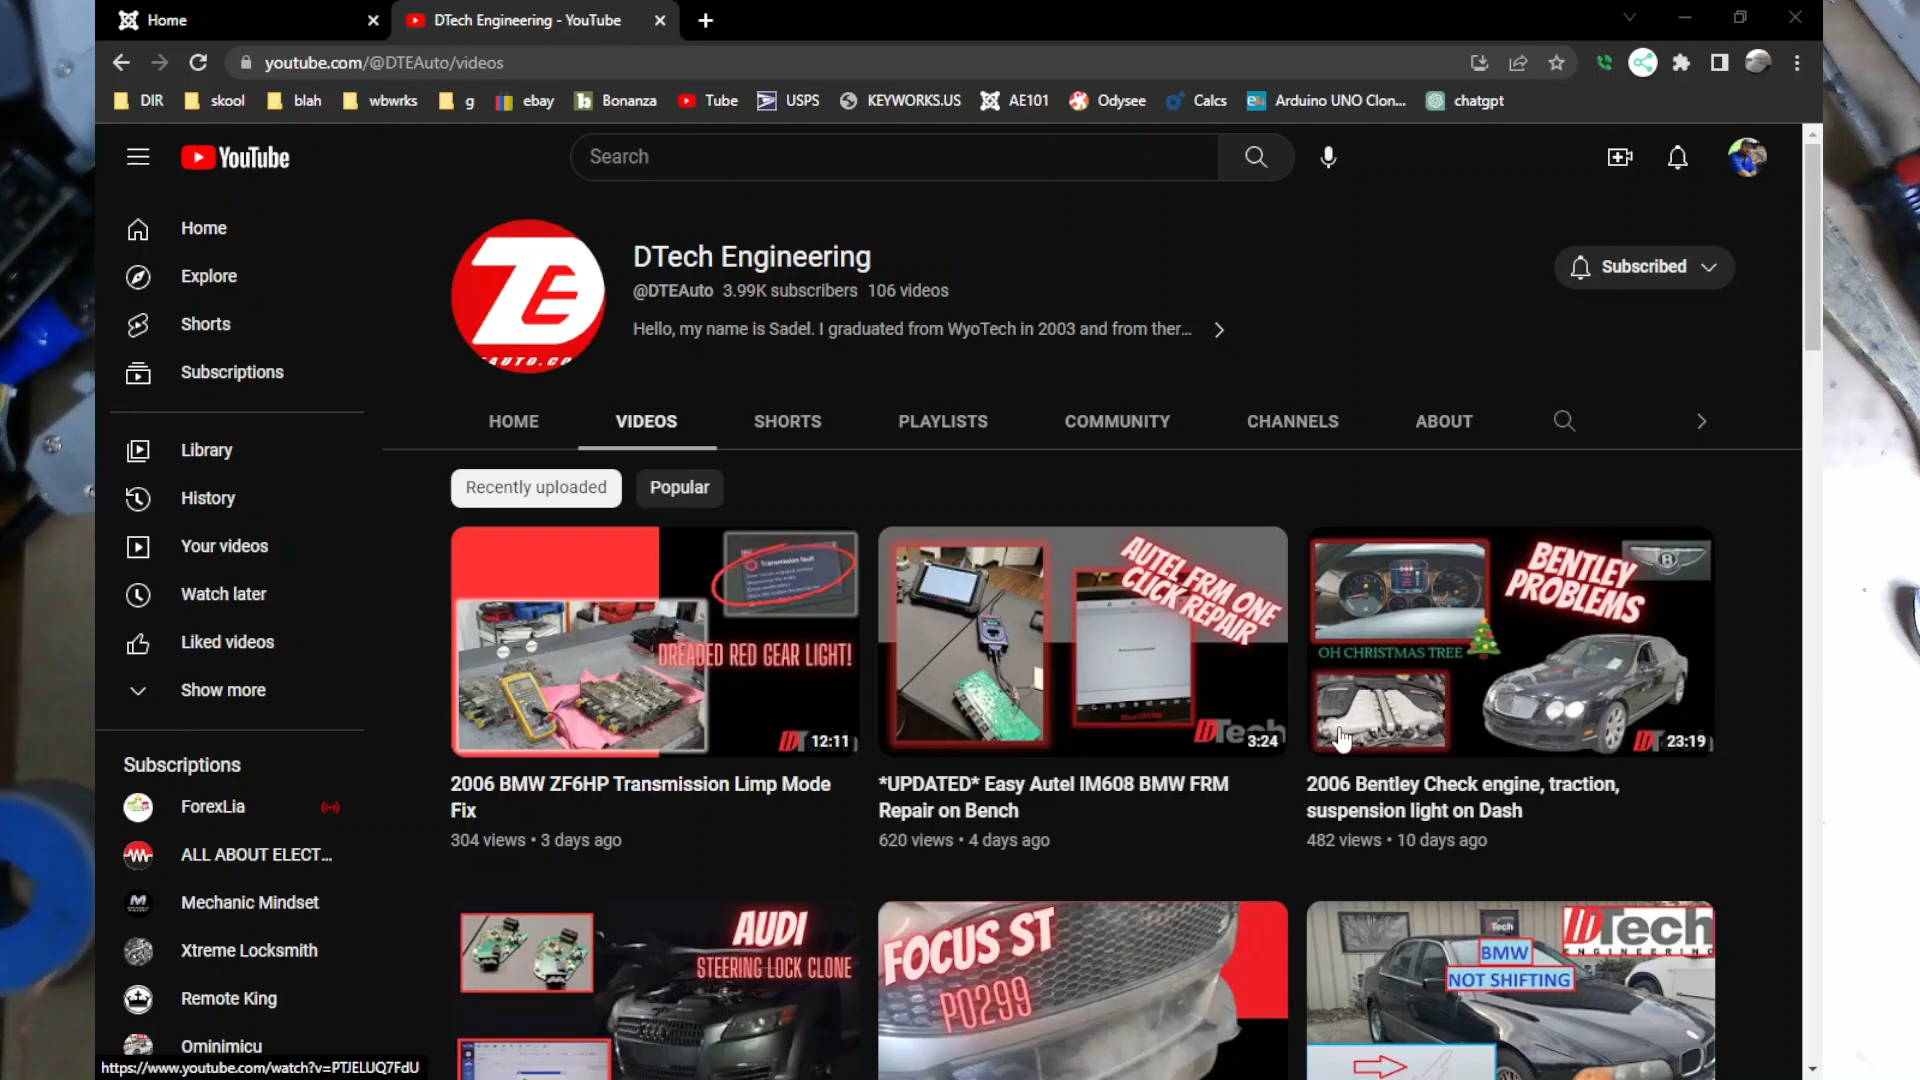 Home
DTech Engineering - YouTube
youtube.com/@DTEAuto/videos
DIR
skool
blah
wbwrks
g
ebay
Bonanza
Tube
USPS
KEYWORKS.US
AE101
Odysee
Calcs
Arduino UNO Clon...
chatgpt
YouTube
Search
Home
Explore
Shorts
Subscriptions
Library
History
Your videos
Watch later
Liked videos
Show more
Subscriptions
ForexLia
ALL ABOUT ELECT...
Mechanic Mindset
Xtreme Locksmith
Remote King
Ominimicu
DTech Engineering
@DTEAuto 3.99K subscribers 106 videos
Hello, my name is Sadel. I graduated from WyoTech in 2003 and from ther...
Subscribed
HOME
VIDEOS
SHORTS
PLAYLISTS
COMMUNITY
CHANNELS
ABOUT
Recently uploaded
Popular
Transmission fault
DREADED RED GEAR LIGHT!
12:11
2006 BMW ZF6HP Transmission Limp Mode
Fix
304 views • 3 days ago
AUTEL FRM ONE
CLICK REPAIR
DTech
3:24
*UPDATED* Easy Autel IM608 BMW FRM
Repair on Bench
620 views • 4 days ago
BENTLEY
PROBLEMS
OH CHRISTMAS TREE
23:19
2006 Bentley Check engine, traction,
suspension light on Dash
482 views • 10 days ago
AUDI
STEERING LOCK CLONE
FOCUS ST
P0299
DTech
ENGINEERING
Tech
BMW
NOT SHIFTING
https://www.youtube.com/watch?v=PTJELUQ7FdU